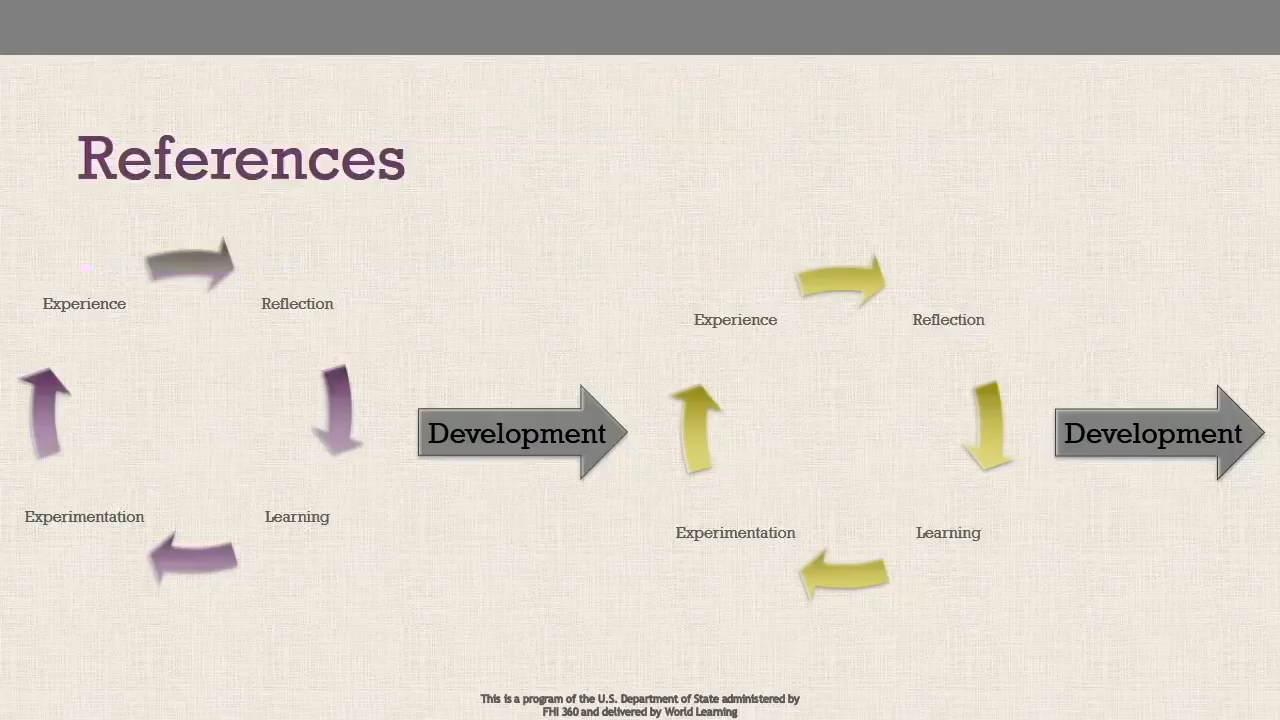 References
Experience
Reflection
Experimentation
Learning
Development
Experience
Reflection
Experimentation
Learning
Development
This is a program of the U.S. Department of State administered by
FHI 360 and delivered by World Learning